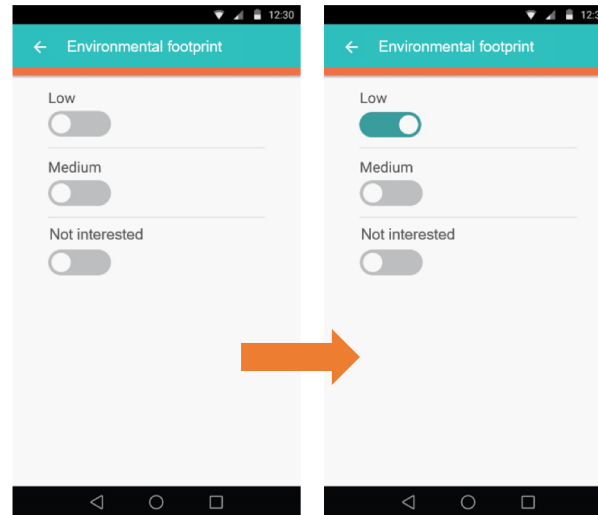 12:30
Environmental footprint
Low
Medium
Not interested
12:3
Environmental footprint
Low
Medium
Not interested